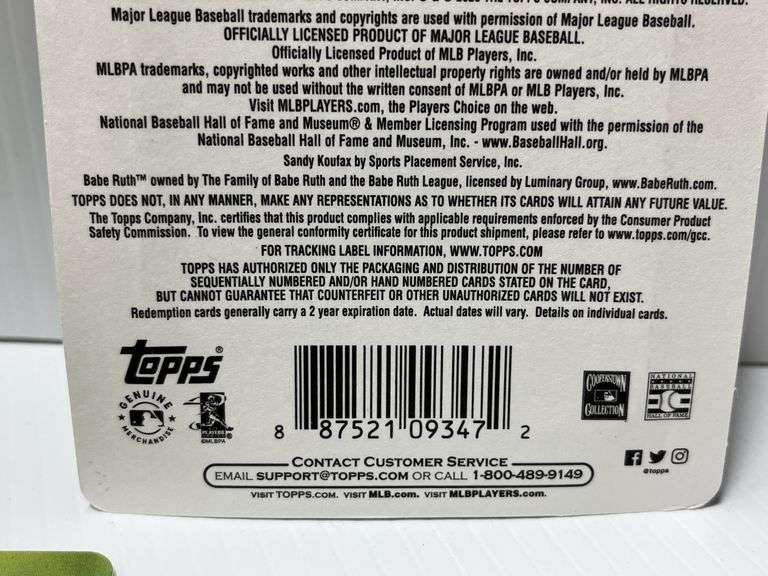 THE TOPPS COMPANY, INC. ALL RIGHTS RESERVED.
Major League Baseball trademarks and copyrights are used with permission of Major League Baseball.
OFFICIALLY LICENSED PRODUCT OF MAJOR LEAGUE BASEBALL.
Officially Licensed Product of MLB Players, Inc.
MLBPA trademarks, copyrighted works and other intellectual property rights are owned and/or held by MLBPA
and may not be used without the written consent of MLBPA or MLB Players, Inc.
Visit MLBPLAYERS.com, the Players Choice on the web.
National Baseball Hall of Fame and Museum® & Member Licensing Program used with the permission of the
National Baseball Hall of Fame and Museum, Inc. - www.BaseballHall.org.
Sandy Koufax by Sports Placement Service, Inc.
Babe Ruth™ owned by The Family of Babe Ruth and the Babe Ruth League, licensed by Luminary Group, www.BabeRuth.com.
TOPPS DOES NOT, IN ANY MANNER, MAKE ANY REPRESENTATIONS AS TO WHETHER ITS CARDS WILL ATTAIN ANY FUTURE VALUE.
The Topps Company, Inc. certifies that this product complies with applicable requirements enforced by the Consumer Product
Safety Commission. To view the general conformity certificate for this product shipment, please refer to www.topps.com/gcc.
FOR TRACKING LABEL INFORMATION, WWW.TOPPS.COM
TOPPS HAS AUTHORIZED ONLY THE PACKAGING AND DISTRIBUTION OF THE NUMBER OF
SEQUENTIALLY NUMBERED AND/OR HAND NUMBERED CARDS STATED ON THE CARD,
BUT CANNOT GUARANTEE THAT COUNTERFEIT OR OTHER UNAUTHORIZED CARDS WILL NOT EXIST.
Redemption cards generally carry a 2 year expiration date. Actual dates will vary. Details on individual cards.
TOPPS®
GENUINE
MERCHANDISE
PLAYERS
©MLBPA
8 87521 09347 2
COOPERSTOWN
COLLECTION
NATIONAL
BASEBALL
HALL OF FAME
@topps
CONTACT CUSTOMER SERVICE
EMAIL SUPPORT@TOPPS.COM OR CALL 1-800-489-9149
VISIT TOPPS.COM. VISIT MLB.com. VISIT MLBPLAYERS.com.